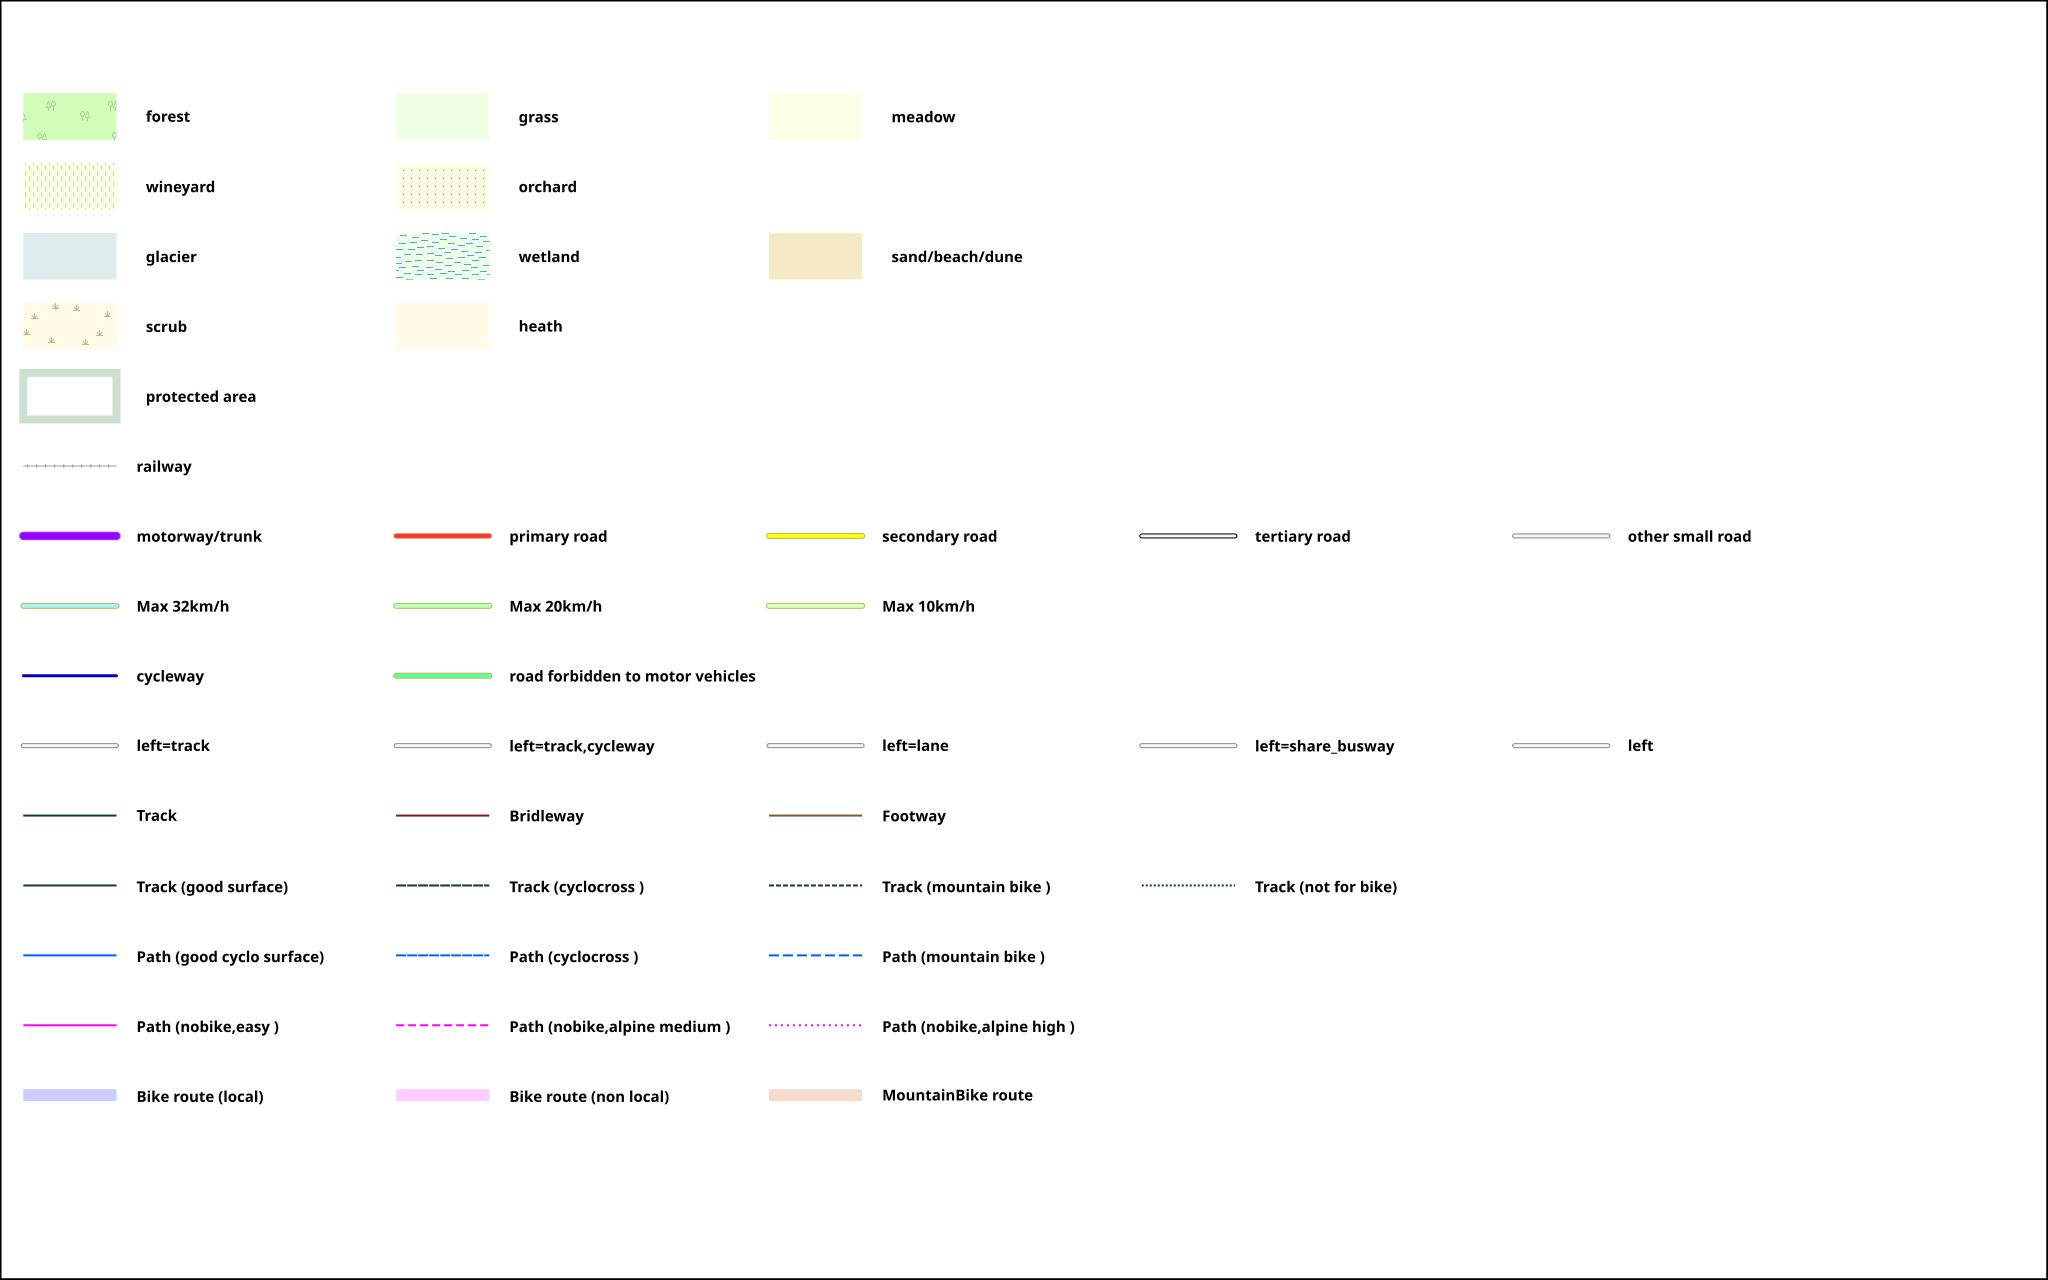 forest
grass
meadow
wineyard
orchard
glacier
wetland
sand/beach/dune
scrub
heath
protected area
railway
motorway/trunk
primary road
secondary road
tertiary road
other small road
Max 32km/h
Max 20km/h
Max 10km/h
cycleway
road forbidden to motor vehicles
left=track
left=track,cycleway
left=lane
left=share_busway
left
Track
Bridleway
Footway
Track (good surface)
Track (cyclocross )
Track (mountain bike )
Track (not for bike)
Path (good cyclo surface)
Path (cyclocross )
Path (mountain bike )
Path (nobike,easy )
Path (nobike,alpine medium )
Path (nobike,alpine high )
Bike route (local)
Bike route (non local)
MountainBike route